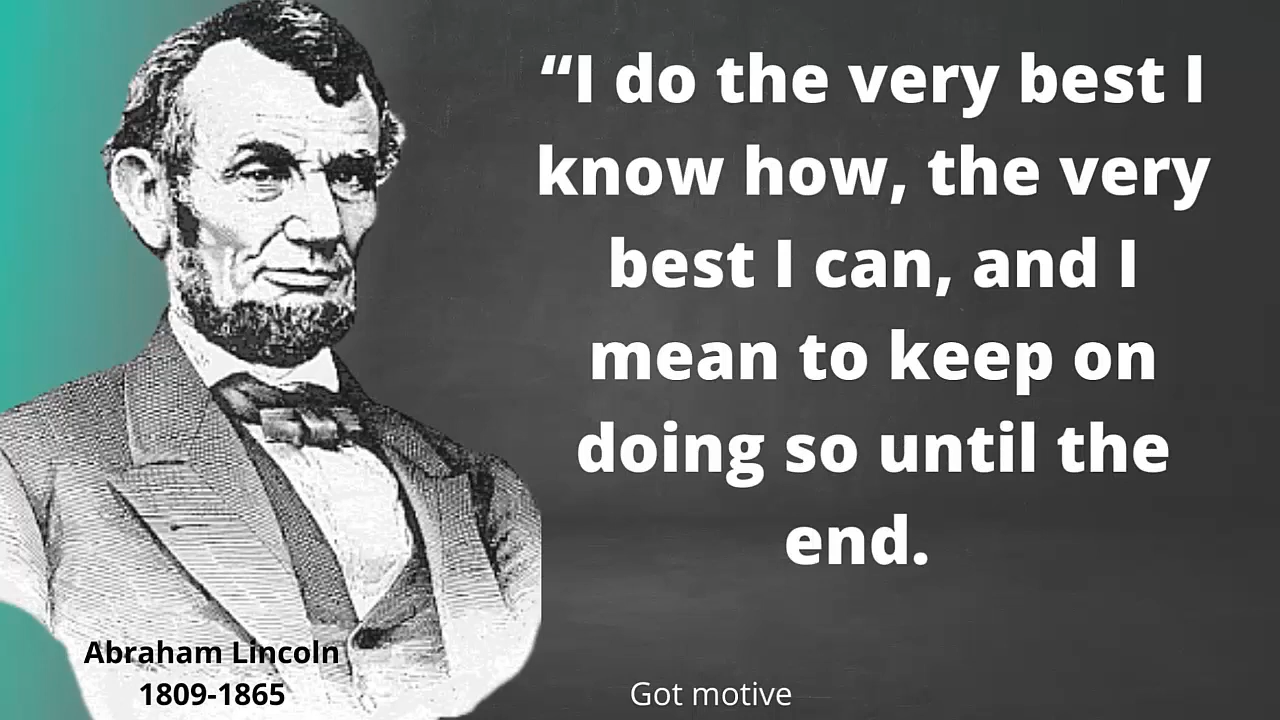 “I do the very best I
know how, the very
best I can, and I
mean to keep on
doing so until the
end.
Abraham Lincoln
1809-1865
Got motive